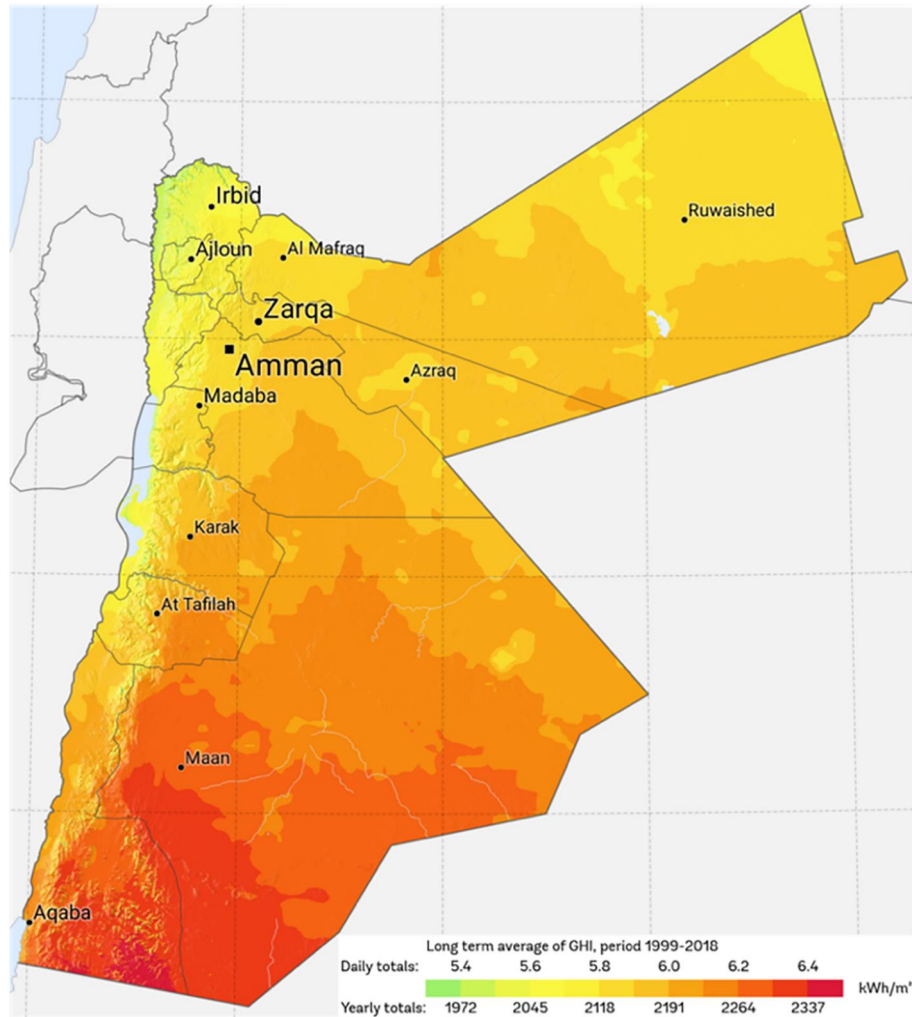 Irbid
Ruwaished
Ajloun
Al Mafraq
Zarqa
Amman
Azraq
Madaba
Karak
At Tafilah
Maan
Aqaba
Long term average of GHI, period 1999-2018
Daily totals: 5.4 5.6 5.8 6.0 6.2 6.4
kWh/m²
Yearly totals: 1972 2045 2118 2191 2264 2337